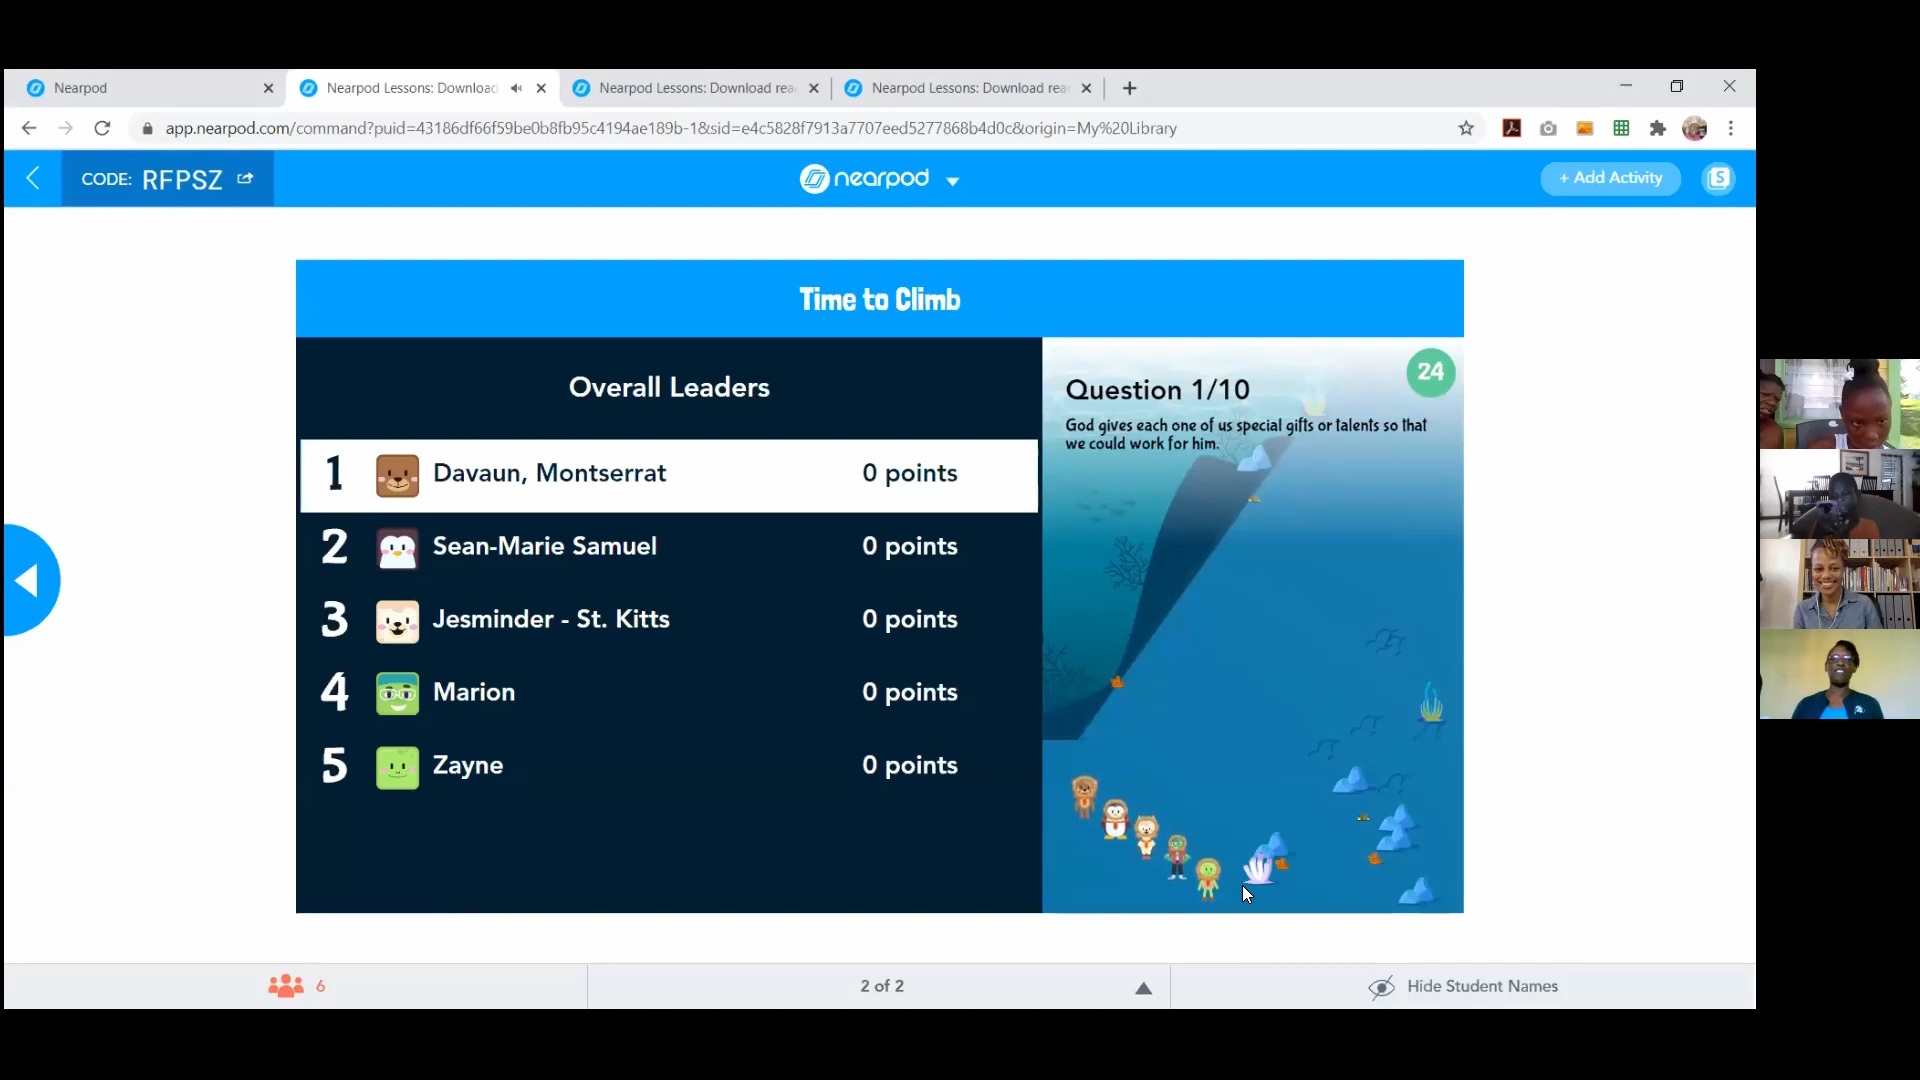 Nearpod
Nearpod Lessons: Download
Nearpod Lessons: Download rea
Nearpod Lessons: Download rea
app.nearpod.com/command?puid=43186df66f59be0b8fb95c4194ae189b-1&sid=e4c5828f7913a7707eed5277868b4d0c&origin=My%20Library
CODE: RFPSZ
nearpod
+ Add Activity
S
Time to Climb
Overall Leaders
1 Davaun, Montserrat 0 points
2 Sean-Marie Samuel 0 points
3 Jesminder - St. Kitts 0 points
4 Marion 0 points
5 Zayne 0 points
24
Question 1/10
God gives each one of us special gifts or talents so that
we could work for him.
6
2 of 2
Hide Student Names